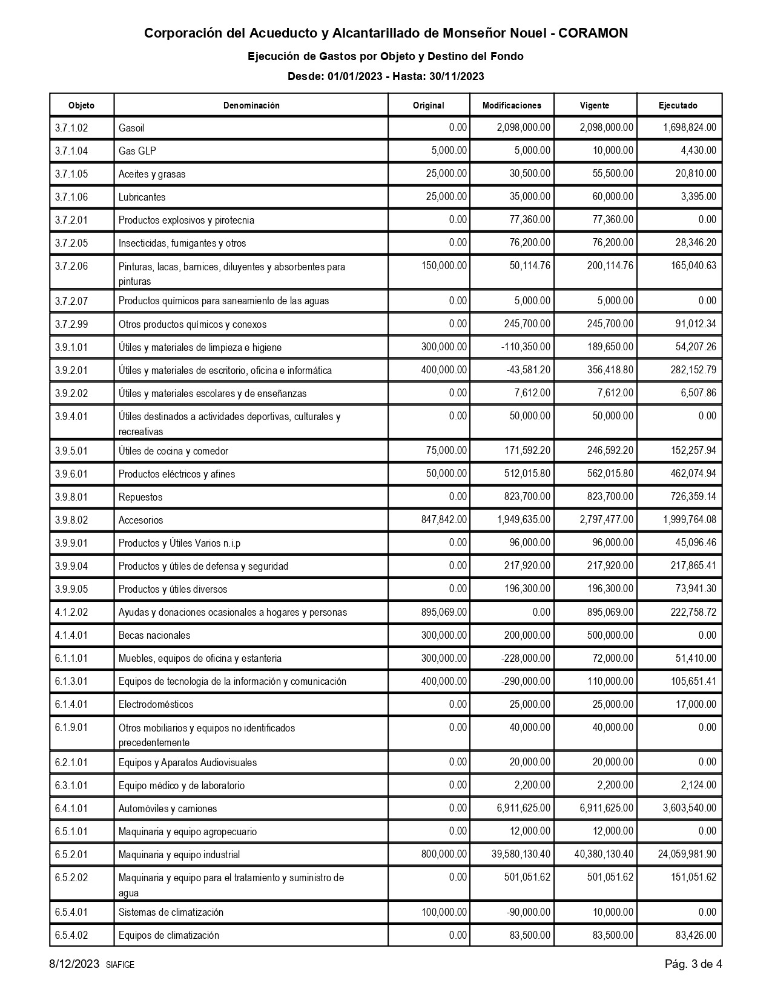 Corporación del Acueducto y Alcantarillado de Monseñor Nouel - CORAMON
Ejecución de Gastos por Objeto y Destino del Fondo
Desde: 01/01/2023 - Hasta: 30/11/2023
Objeto Denominación Original Modificaciones Vigente Ejecutado
3.7.1.02 Gasoil 0.00 2,098,000.00 2,098,000.00 1,698,824.00
3.7.1.04 Gas GLP 5,000.00 5,000.00 10,000.00 4,430.00
3.7.1.05 Aceites y grasas 25,000.00 30,500.00 55,500.00 20,810.00
3.7.1.06 Lubricantes 25,000.00 35,000.00 60,000.00 3,395.00
3.7.2.01 Productos explosivos y pirotecnia 0.00 77,360.00 77,360.00 0.00
3.7.2.05 Insecticidas, fumigantes y otros 0.00 76,200.00 76,200.00 28,346.20
3.7.2.06 Pinturas, lacas, barnices, diluyentes y absorbentes para 150,000.00 50,114.76 200,114.76 165,040.63
pinturas
3.7.2.07 Productos químicos para saneamiento de las aguas 0.00 5,000.00 5,000.00 0.00
3.7.2.99 Otros productos químicos y conexos 0.00 245,700.00 245,700.00 91,012.34
3.9.1.01 Útiles y materiales de limpieza e higiene 300,000.00 -110,350.00 189,650.00 54,207.26
3.9.2.01 Útiles y materiales de escritorio, oficina e informática 400,000.00 -43,581.20 356,418.80 282,152.79
3.9.2.02 Útiles y materiales escolares y de enseñanzas 0.00 7,612.00 7,612.00 6,507.86
3.9.4.01 Útiles destinados a actividades deportivas, culturales y 0.00 50,000.00 50,000.00 0.00
recreativas
3.9.5.01 Útiles de cocina y comedor 75,000.00 171,592.20 246,592.20 152,257.94
3.9.6.01 Productos eléctricos y afines 50,000.00 512,015.80 562,015.80 462,074.94
3.9.8.01 Repuestos 0.00 823,700.00 823,700.00 726,359.14
3.9.8.02 Accesorios 847,842.00 1,949,635.00 2,797,477.00 1,999,764.08
3.9.9.01 Productos y Útiles Varios n.i.p 0.00 96,000.00 96,000.00 45,096.46
3.9.9.04 Productos y útiles de defensa y seguridad 0.00 217,920.00 217,920.00 217,865.41
3.9.9.05 Productos y útiles diversos 0.00 196,300.00 196,300.00 73,941.30
4.1.2.02 Ayudas y donaciones ocasionales a hogares y personas 895,069.00 0.00 895,069.00 222,758.72
4.1.4.01 Becas nacionales 300,000.00 200,000.00 500,000.00 0.00
6.1.1.01 Muebles, equipos de oficina y estanteria 300,000.00 -228,000.00 72,000.00 51,410.00
6.1.3.01 Equipos de tecnologia de la información y comunicación 400,000.00 -290,000.00 110,000.00 105,651.41
6.1.4.01 Electrodomésticos 0.00 25,000.00 25,000.00 17,000.00
6.1.9.01 Otros mobiliarios y equipos no identificados 0.00 40,000.00 40,000.00 0.00
precedentemente
6.2.1.01 Equipos y Aparatos Audiovisuales 0.00 20,000.00 20,000.00 0.00
6.3.1.01 Equipo médico y de laboratorio 0.00 2,200.00 2,200.00 2,124.00
6.4.1.01 Automóviles y camiones 0.00 6,911,625.00 6,911,625.00 3,603,540.00
6.5.1.01 Maquinaria y equipo agropecuario 0.00 12,000.00 12,000.00 0.00
6.5.2.01 Maquinaria y equipo industrial 800,000.00 39,580,130.40 40,380,130.40 24,059,981.90
6.5.2.02 Maquinaria y equipo para el tratamiento y suministro de 0.00 501,051.62 501,051.62 151,051.62
agua
6.5.4.01 Sistemas de climatización 100,000.00 -90,000.00 10,000.00 0.00
6.5.4.02 Equipos de climatización 0.00 83,500.00 83,500.00 83,426.00
8/12/2023 SIAFIGE Pág. 3 de 4